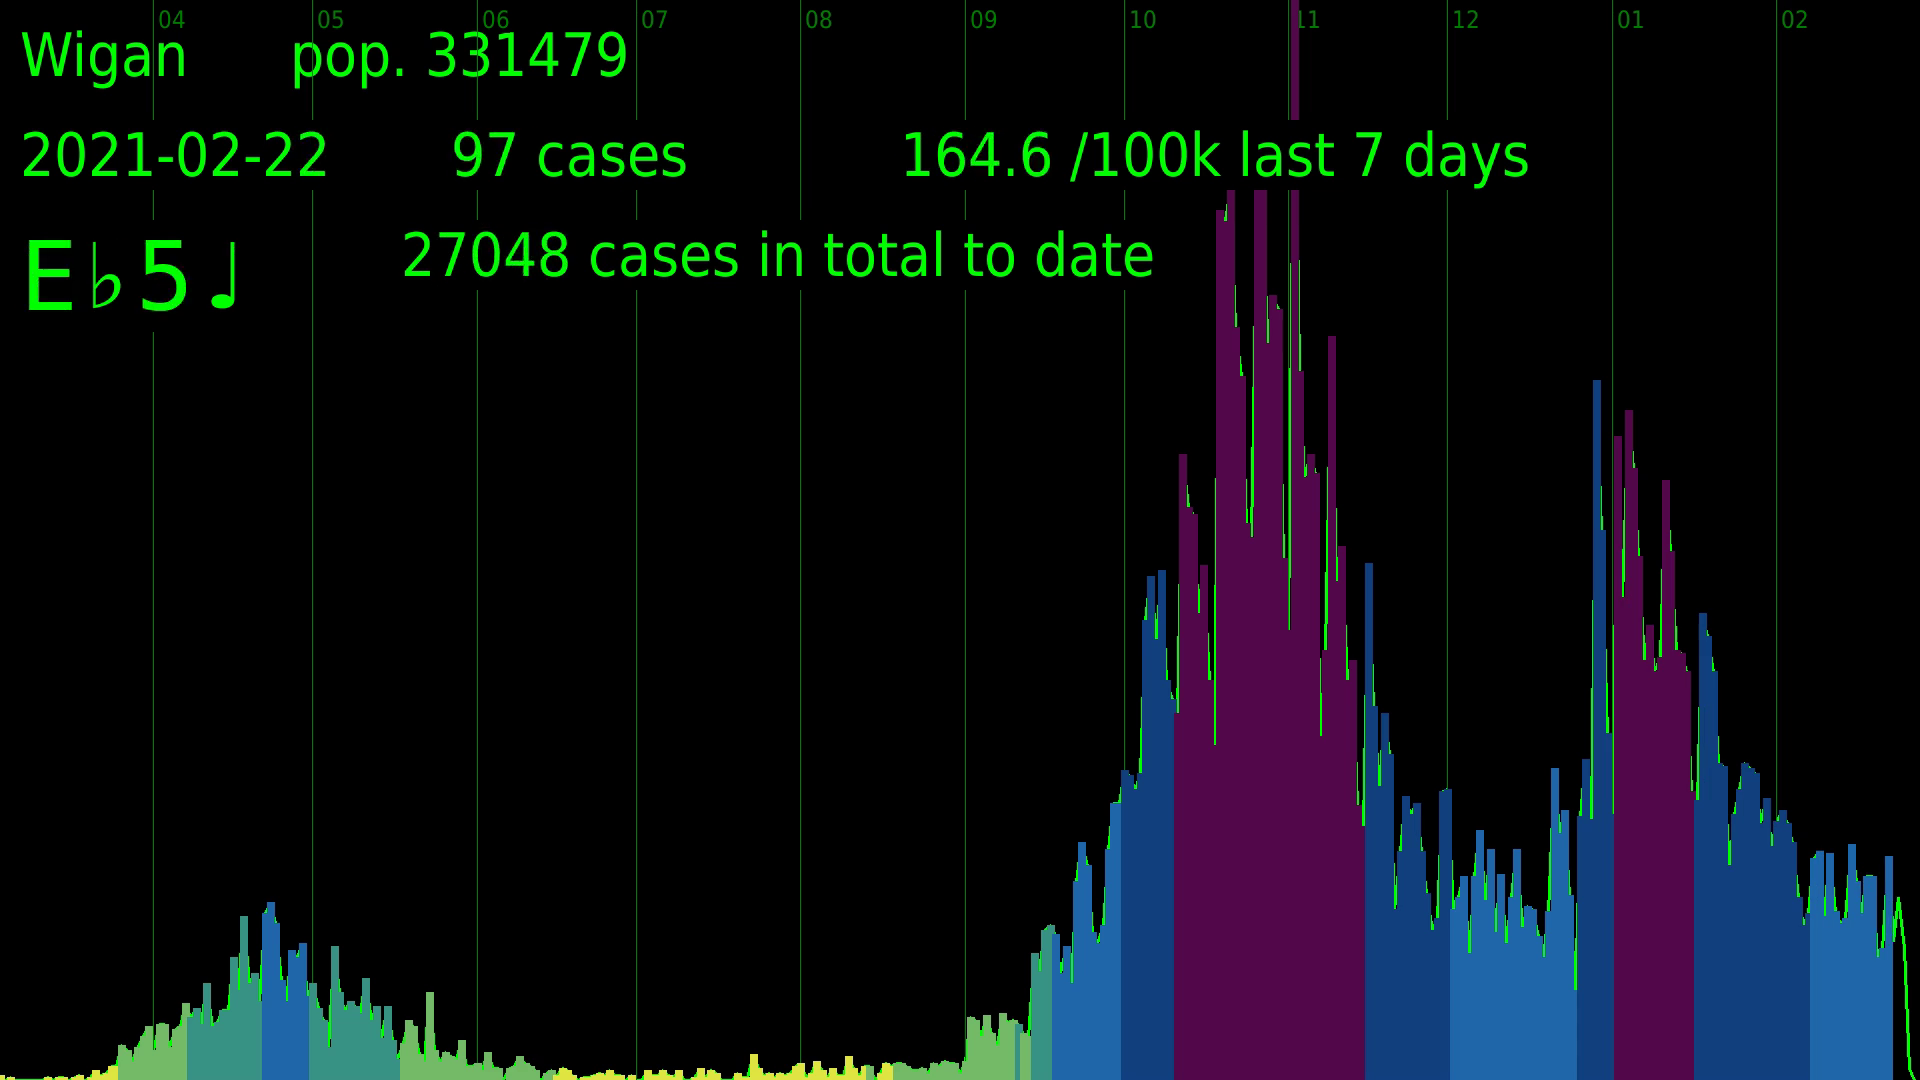 04 05 06 07 08 09 10 11 12 01 02
Wigan pop. 331479
2021-02-22 97 cases 164.6 /100k last 7 days
E♭5♩ 27048 cases in total to date